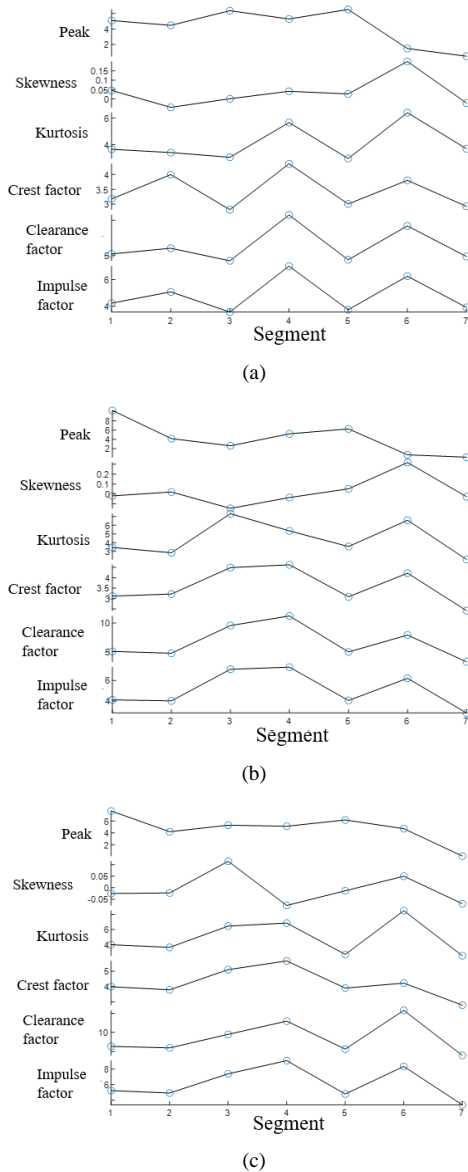 Peak
4
2
Skewness
0.15
0.1
0.05
0
Kurtosis
6
4
Crest factor
4
3.5
3
Clearance
factor
5
Impulse
factor
6
4
1 2 3 4 5 6 7
Segment
(a)
Peak
8
6
4
2
Skewness
0.2
0.1
0
Kurtosis
6
5
4
3
Crest factor
4
3.5
3
Clearance
factor
10
5
Impulse
factor
6
4
1 2 3 4 5 6 7
Segment
(b)
Peak
6
4
2
Skewness
0.05
0
-0.05
Kurtosis
6
4
Crest factor
5
4
Clearance
factor
10
Impulse
factor
8
6
1 2 3 4 5 6 7
Segment
(c)